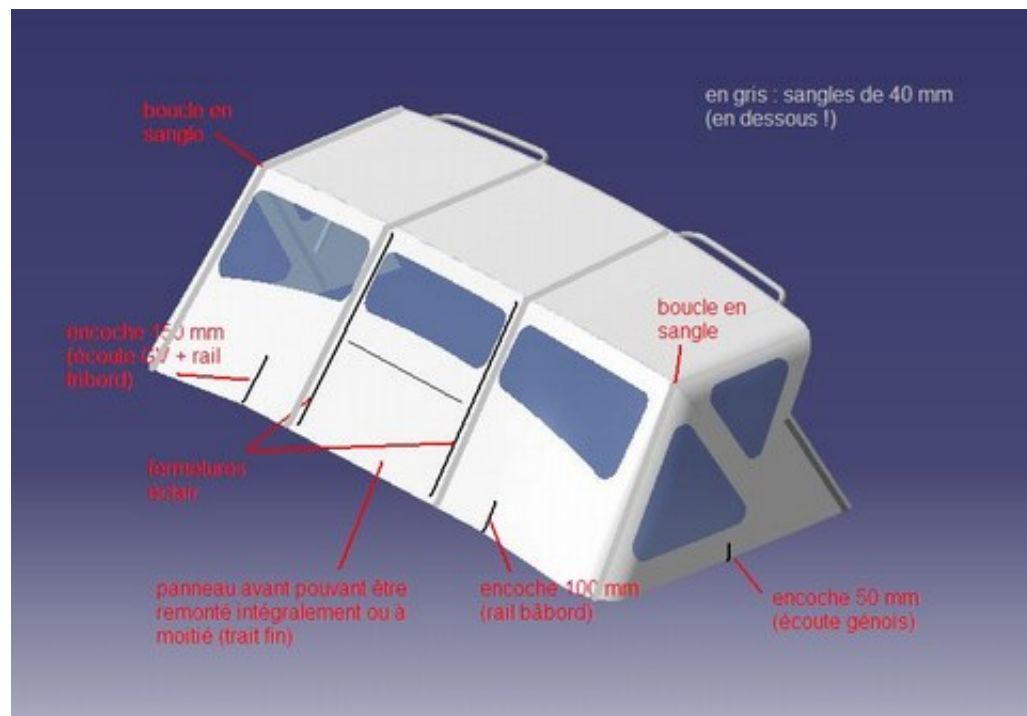 boucle en
sangle
en gris : sangles de 40 mm
(en dessous !)
boucle en
sangle
encoche 150 mm
(écoute GV + rail
tribord)
fermetures
éclair
panneau avant pouvant être
remonté intégralement ou à
moitié (trait fin)
encoche 100 mm
(rail bâbord)
encoche 50 mm
(écoute génois)